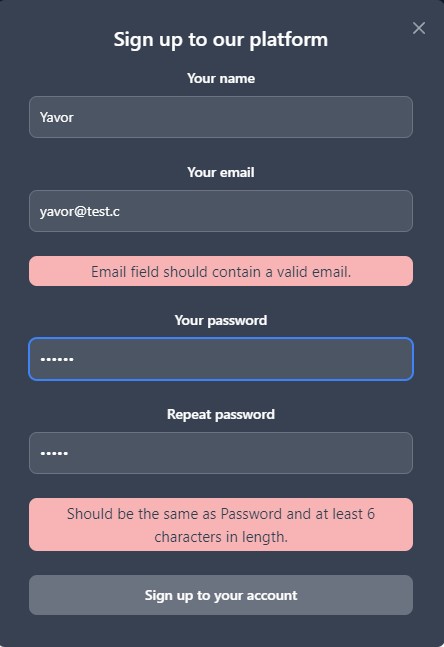 Sign up to our platform
Your name
Yavor
Your email
yavor@test.c
Email field should contain a valid email.
Your password
••••••
Repeat password
•••••
Should be the same as Password and at least 6
characters in length.
Sign up to your account